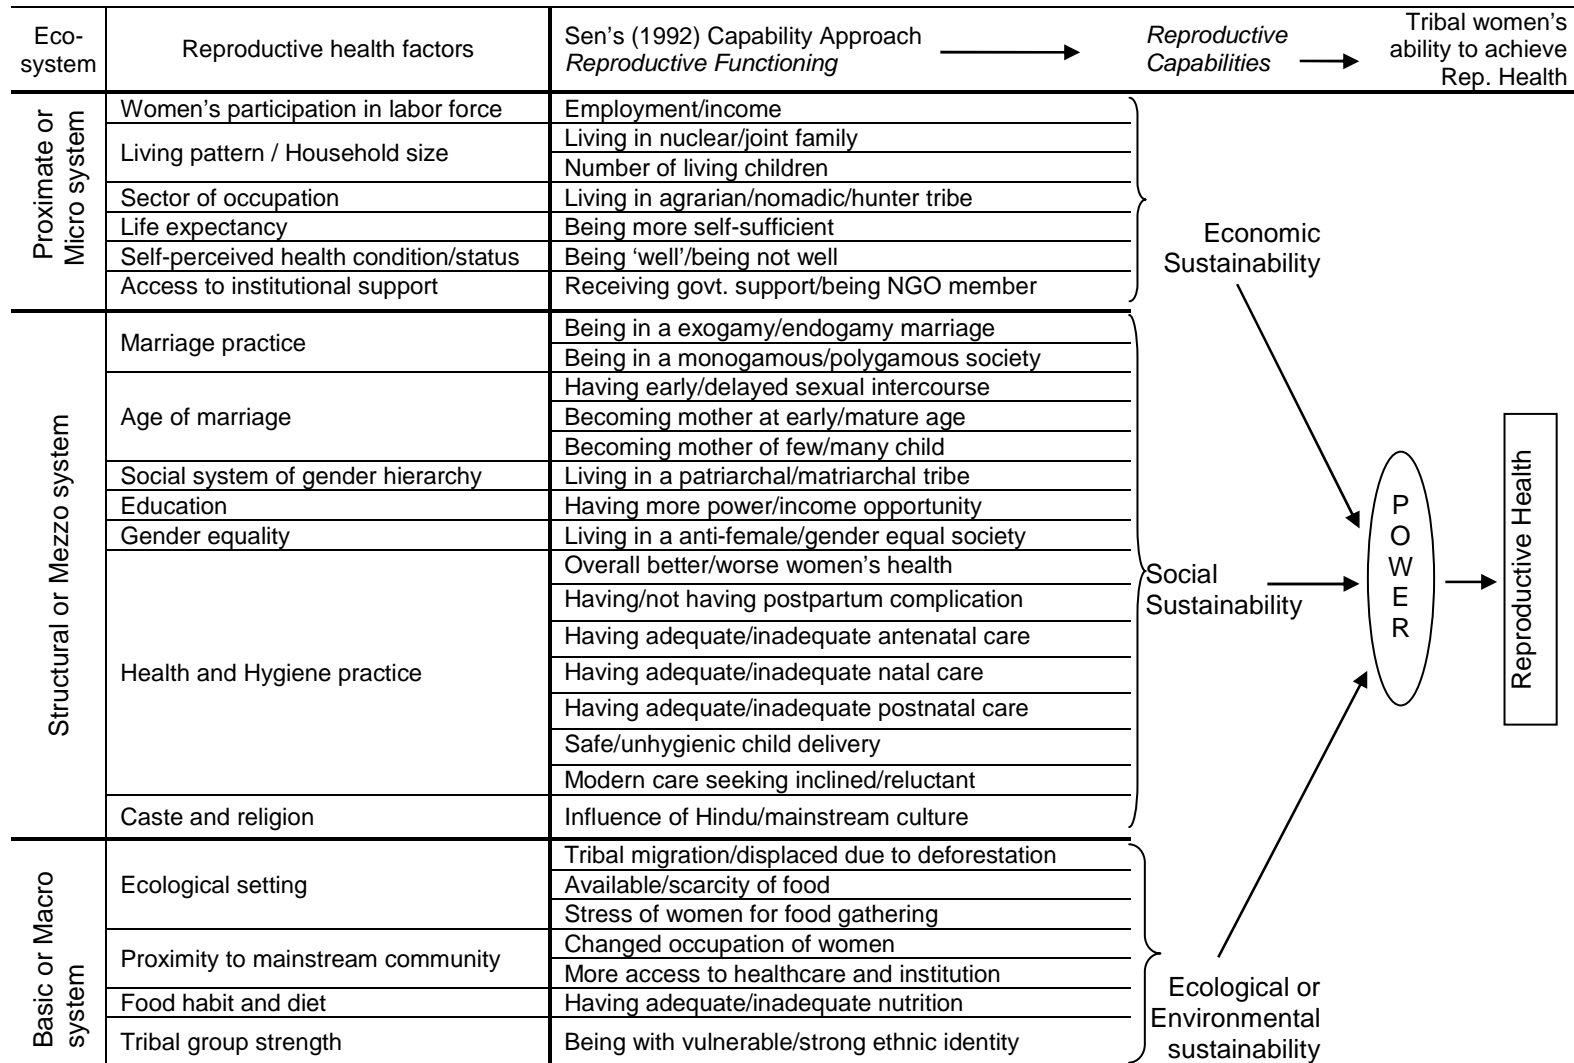 Eco-
system
Reproductive health factors
Sen’s (1992) Capability Approach
Reproductive Functioning
Reproductive
Capabilities
Tribal women’s
ability to achieve
Rep. Health
Proximate or
Micro system
Women’s participation in labor force
Employment/income
Living pattern / Household size
Living in nuclear/joint family
Number of living children
Sector of occupation
Living in agrarian/nomadic/hunter tribe
Life expectancy
Being more self-sufficient
Self-perceived health condition/status
Being ‘well’/being not well
Access to institutional support
Receiving govt. support/being NGO member
Economic
Sustainability
Structural or Mezzo system
Marriage practice
Being in a exogamy/endogamy marriage
Being in a monogamous/polygamous society
Age of marriage
Having early/delayed sexual intercourse
Becoming mother at early/mature age
Becoming mother of few/many child
Social system of gender hierarchy
Living in a patriarchal/matriarchal tribe
Education
Having more power/income opportunity
Gender equality
Living in a anti-female/gender equal society
Health and Hygiene practice
Overall better/worse women’s health
Having/not having postpartum complication
Having adequate/inadequate antenatal care
Having adequate/inadequate natal care
Having adequate/inadequate postnatal care
Safe/unhygienic child delivery
Modern care seeking inclined/reluctant
Caste and religion
Influence of Hindu/mainstream culture
Social
Sustainability
P
O
W
E
R
Reproductive Health
Basic or Macro
system
Ecological setting
Tribal migration/displaced due to deforestation
Available/scarcity of food
Stress of women for food gathering
Proximity to mainstream community
Changed occupation of women
More access to healthcare and institution
Food habit and diet
Having adequate/inadequate nutrition
Tribal group strength
Being with vulnerable/strong ethnic identity
Ecological or
Environmental
sustainability